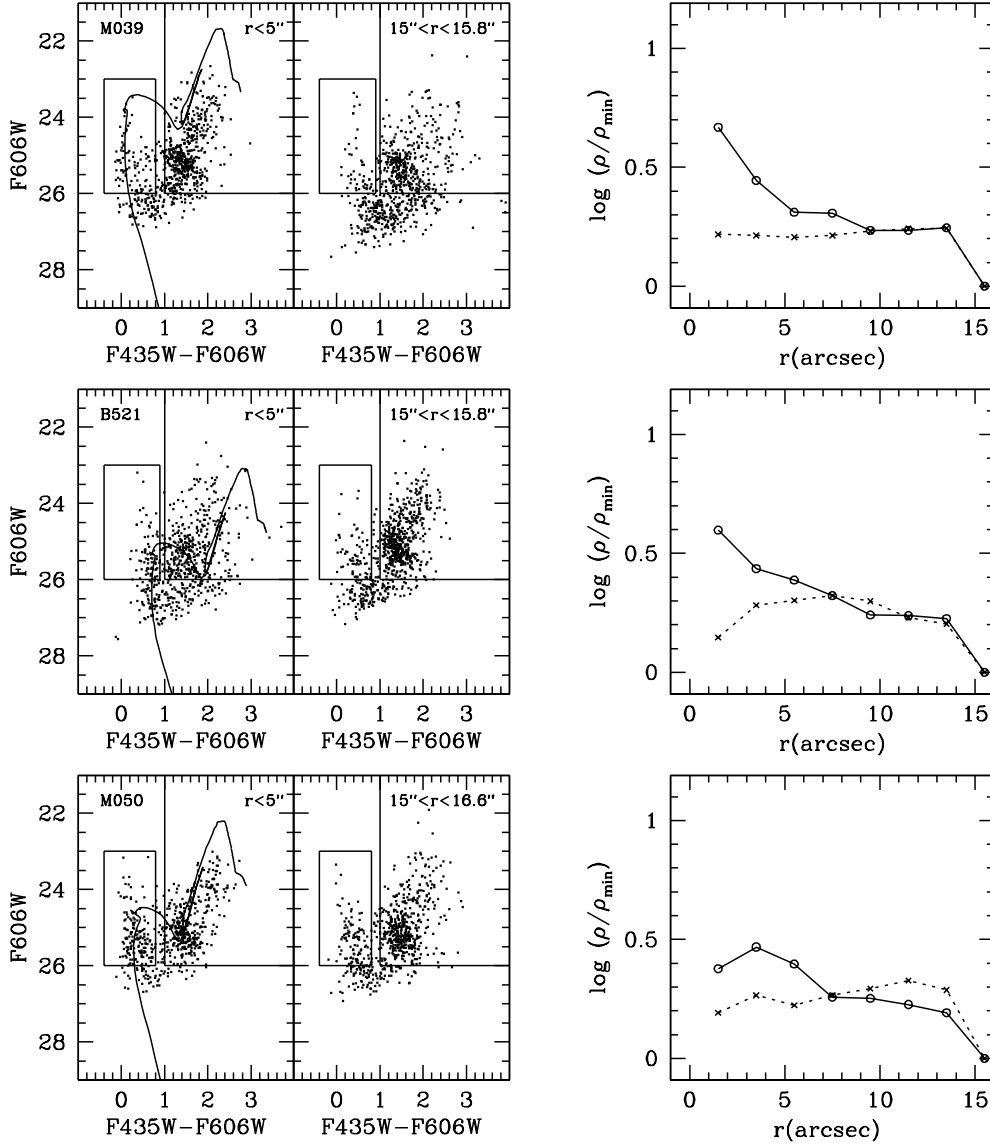 M039 r<5" 15"<r<15.8"
22
24
26
28
F606W
0 1 2 3 0 1 2 3
F435W−F606W F435W−F606W
1
0.5
0
log (ρ/ρmin)
0 5 10 15
r(arcsec)
B521 r<5" 15"<r<15.8"
22
24
26
28
F606W
0 1 2 3 0 1 2 3
F435W−F606W F435W−F606W
1
0.5
0
log (ρ/ρmin)
0 5 10 15
r(arcsec)
M050 r<5" 15"<r<16.6"
22
24
26
28
F606W
0 1 2 3 0 1 2 3
F435W−F606W F435W−F606W
1
0.5
0
log (ρ/ρmin)
0 5 10 15
r(arcsec)